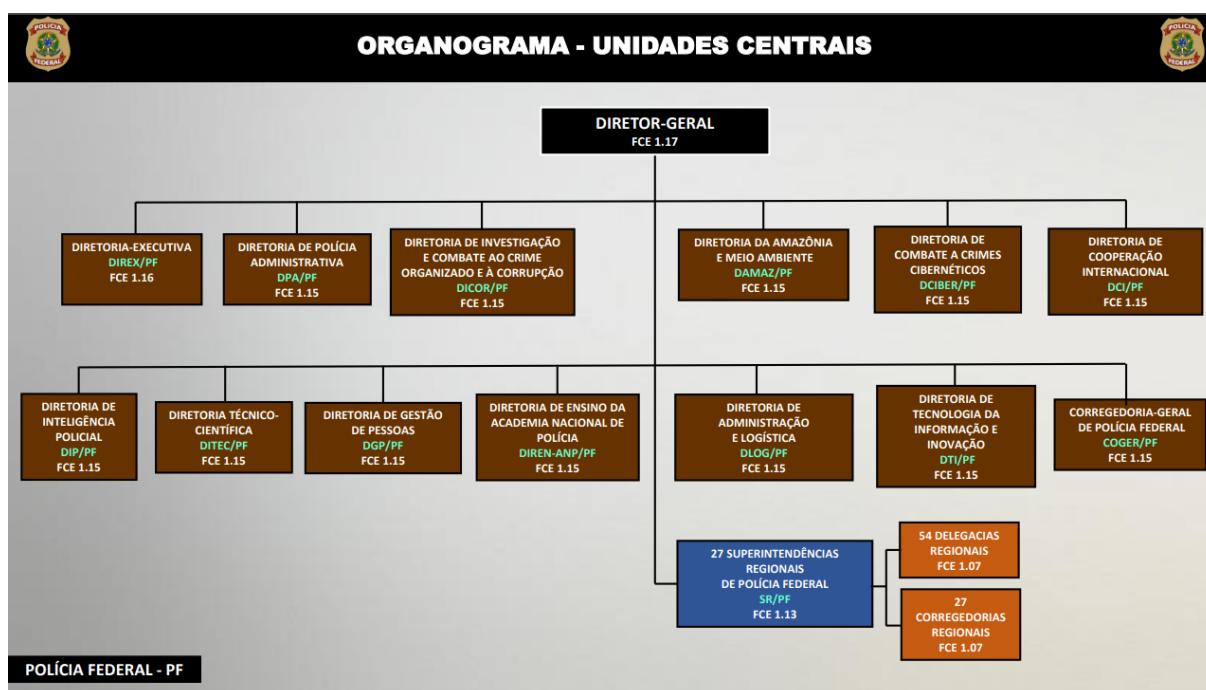 POLICIA
FEDERAL
ORGANOGRAMA - UNIDADES CENTRAIS
POLICIA
FEDERAL
DIRETOR-GERAL
FCE 1.17
DIRETORIA-EXECUTIVA
DIREX/PF
FCE 1.16
DIRETORIA DE POLÍCIA
ADMINISTRATIVA
DPA/PF
FCE 1.15
DIRETORIA DE INVESTIGAÇÃO
E COMBATE AO CRIME
ORGANIZADO E À CORRUPÇÃO
DICOR/PF
FCE 1.15
DIRETORIA DA AMAZÔNIA
E MEIO AMBIENTE
DAMAZ/PF
FCE 1.15
DIRETORIA DE
COMBATE A CRIMES
CIBERNÉTICOS
DCIBER/PF
FCE 1.15
DIRETORIA DE
COOPERAÇÃO
INTERNACIONAL
DCI/PF
FCE 1.15
DIRETORIA DE
INTELIGÊNCIA
POLICIAL
DIP/PF
FCE 1.15
DIRETORIA TÉCNICO-
CIENTÍFICA
DITEC/PF
FCE 1.15
DIRETORIA DE GESTÃO
DE PESSOAS
DGP/PF
FCE 1.15
DIRETORIA DE ENSINO DA
ACADEMIA NACIONAL DE
POLÍCIA
DIREN-ANP/PF
FCE 1.15
DIRETORIA DE
ADMINISTRAÇÃO
E LOGÍSTICA
DLOG/PF
FCE 1.15
DIRETORIA DE
TECNOLOGIA DA
INFORMAÇÃO E
INOVAÇÃO
DTI/PF
FCE 1.15
CORREGEDORIA-GERAL
DE POLÍCIA FEDERAL
COGER/PF
FCE 1.15
27 SUPERINTENDÊNCIAS
REGIONAIS
DE POLÍCIA FEDERAL
SR/PF
FCE 1.13
54 DELEGACIAS
REGIONAIS
FCE 1.07
27
CORREGEDORIAS
REGIONAIS
FCE 1.07
POLÍCIA FEDERAL - PF